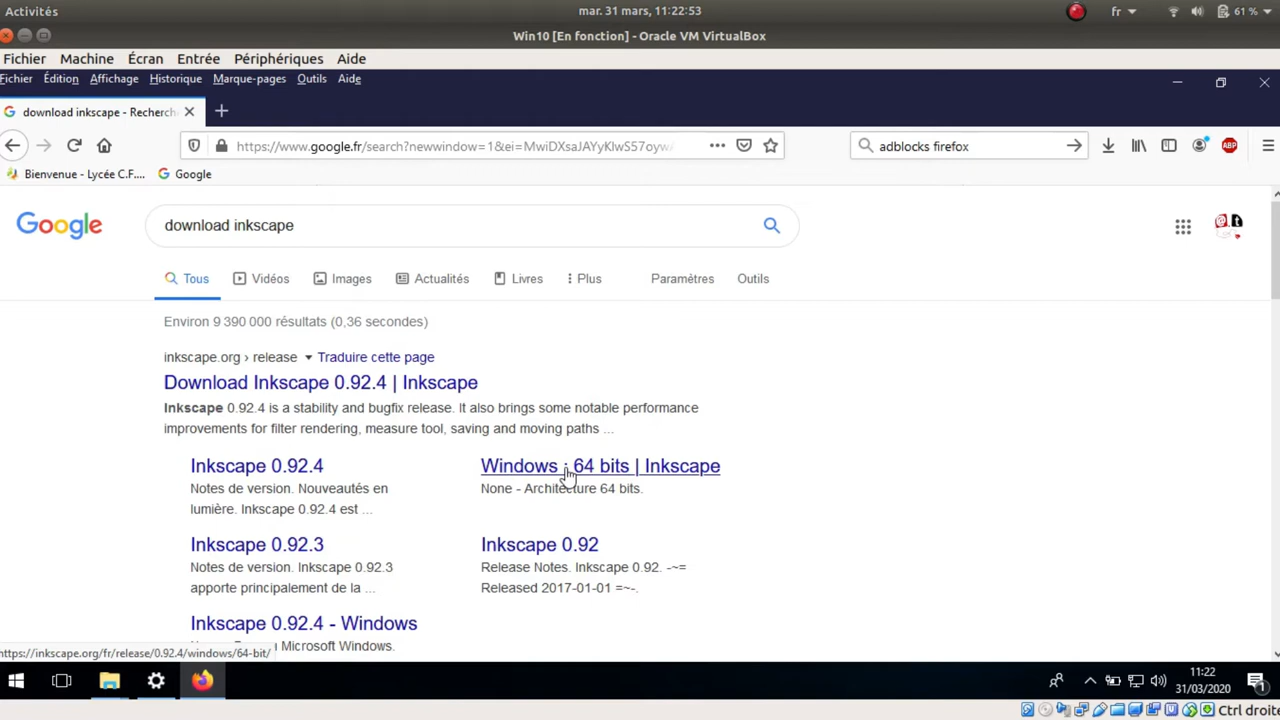 Activités
mar. 31 mars, 11:22:53
fr
61 %
Win10 [En fonction] - Oracle VM VirtualBox
Fichier Machine Écran Entrée Périphériques Aide
Fichier Édition Affichage Historique Marque-pages Outils Aide
download inkscape - Recherch
https://www.google.fr/search?newwindow=1&ei=MwiDXsaJAYyKlwS57oyw
adblocks firefox
ABP
Bienvenue - Lycée C.F....
Google
Google
download inkscape
Tous Vidéos Images Actualités Livres Plus Paramètres Outils
Environ 9 390 000 résultats (0,36 secondes)
inkscape.org › release Traduire cette page
Download Inkscape 0.92.4 | Inkscape
Inkscape 0.92.4 is a stability and bugfix release. It also brings some notable performance
improvements for filter rendering, measure tool, saving and moving paths ...
Inkscape 0.92.4
Notes de version. Nouveautés en
lumière. Inkscape 0.92.4 est ...
Windows : 64 bits | Inkscape
None - Architecture 64 bits.
Inkscape 0.92.3
Notes de version. Inkscape 0.92.3
apporte principalement de la ...
Inkscape 0.92
Release Notes. Inkscape 0.92. -~=
Released 2017-01-01 =~-.
Inkscape 0.92.4 - Windows
Microsoft Windows.
https://inkscape.org/fr/release/0.92.4/windows/64-bit/
11:22
31/03/2020
1
Ctrl droite